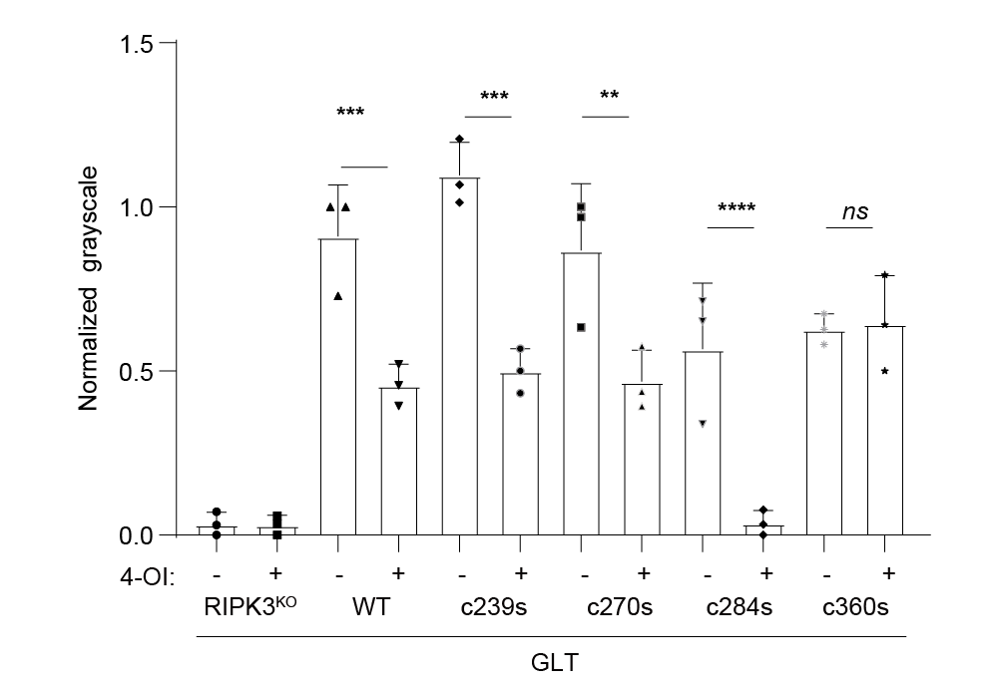 1.5
***
**
***
1.0
****
ns
Normalized grayscale
0.5
0.0
4-OI: - + - + - + - + - + - +
RIPK3KO WT c239s c270s c284s c360s
GLT